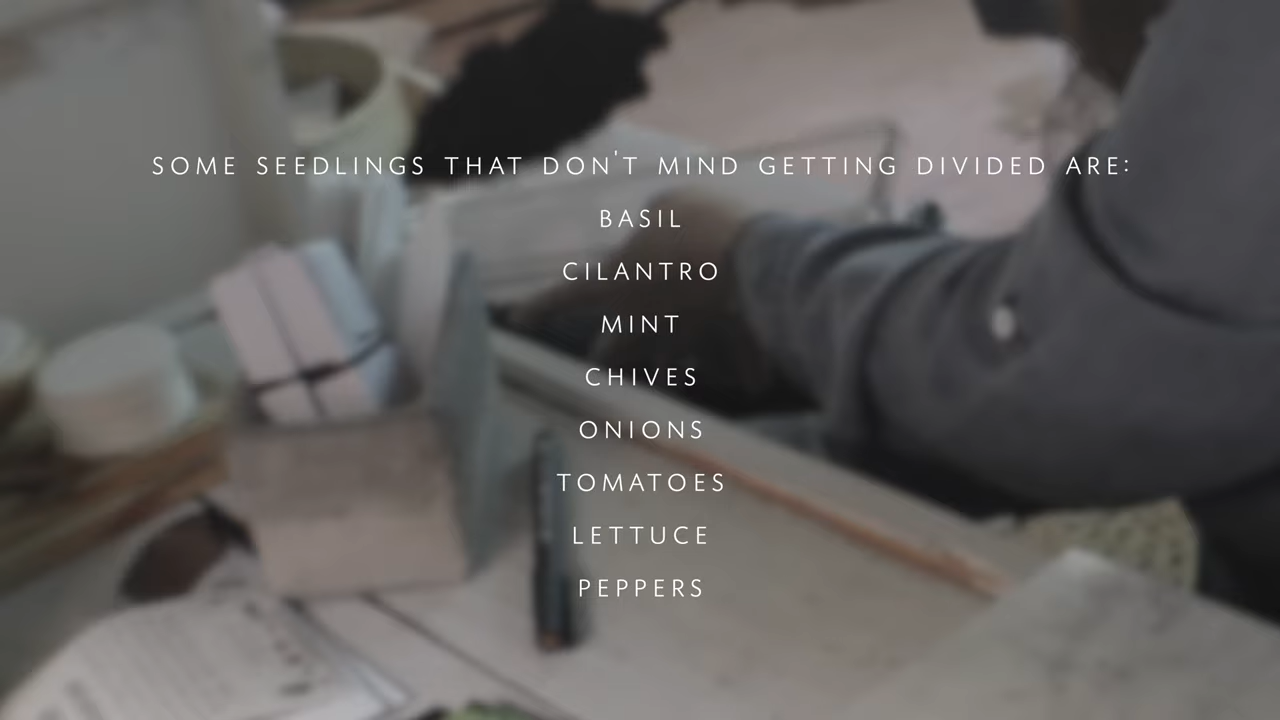 SOME SEEDLINGS THAT DON'T MIND GETTING DIVIDED ARE:
BASIL
CILANTRO
MINT
CHIVES
ONIONS
TOMATOES
LETTUCE
PEPPERS